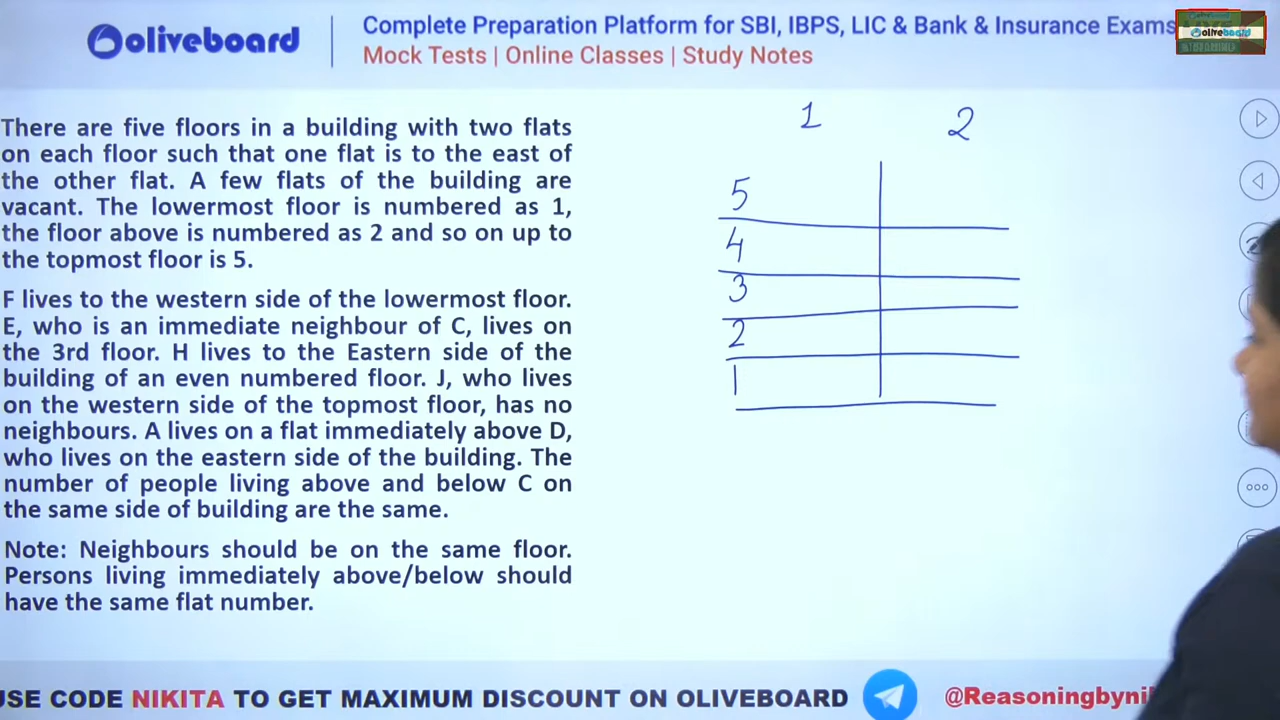 oliveboard
Complete Preparation Platform for SBI, IBPS, LIC & Bank & Insurance Exams
Mock Tests | Online Classes | Study Notes
oliveboard
There are five floors in a building with two flats
on each floor such that one flat is to the east of
the other flat. A few flats of the building are
vacant. The lowermost floor is numbered as 1,
the floor above is numbered as 2 and so on up to
the topmost floor is 5.
F lives to the western side of the lowermost floor.
E, who is an immediate neighbour of C, lives on
the 3rd floor. H lives to the Eastern side of the
building of an even numbered floor. J, who lives
on the western side of the topmost floor, has no
neighbours. A lives on a flat immediately above D,
who lives on the eastern side of the building. The
number of people living above and below C on
the same side of building are the same.
Note: Neighbours should be on the same floor.
Persons living immediately above/below should
have the same flat number.
1 2
5
4
3
2
1
USE CODE NIKITA TO GET MAXIMUM DISCOUNT ON OLIVEBOARD